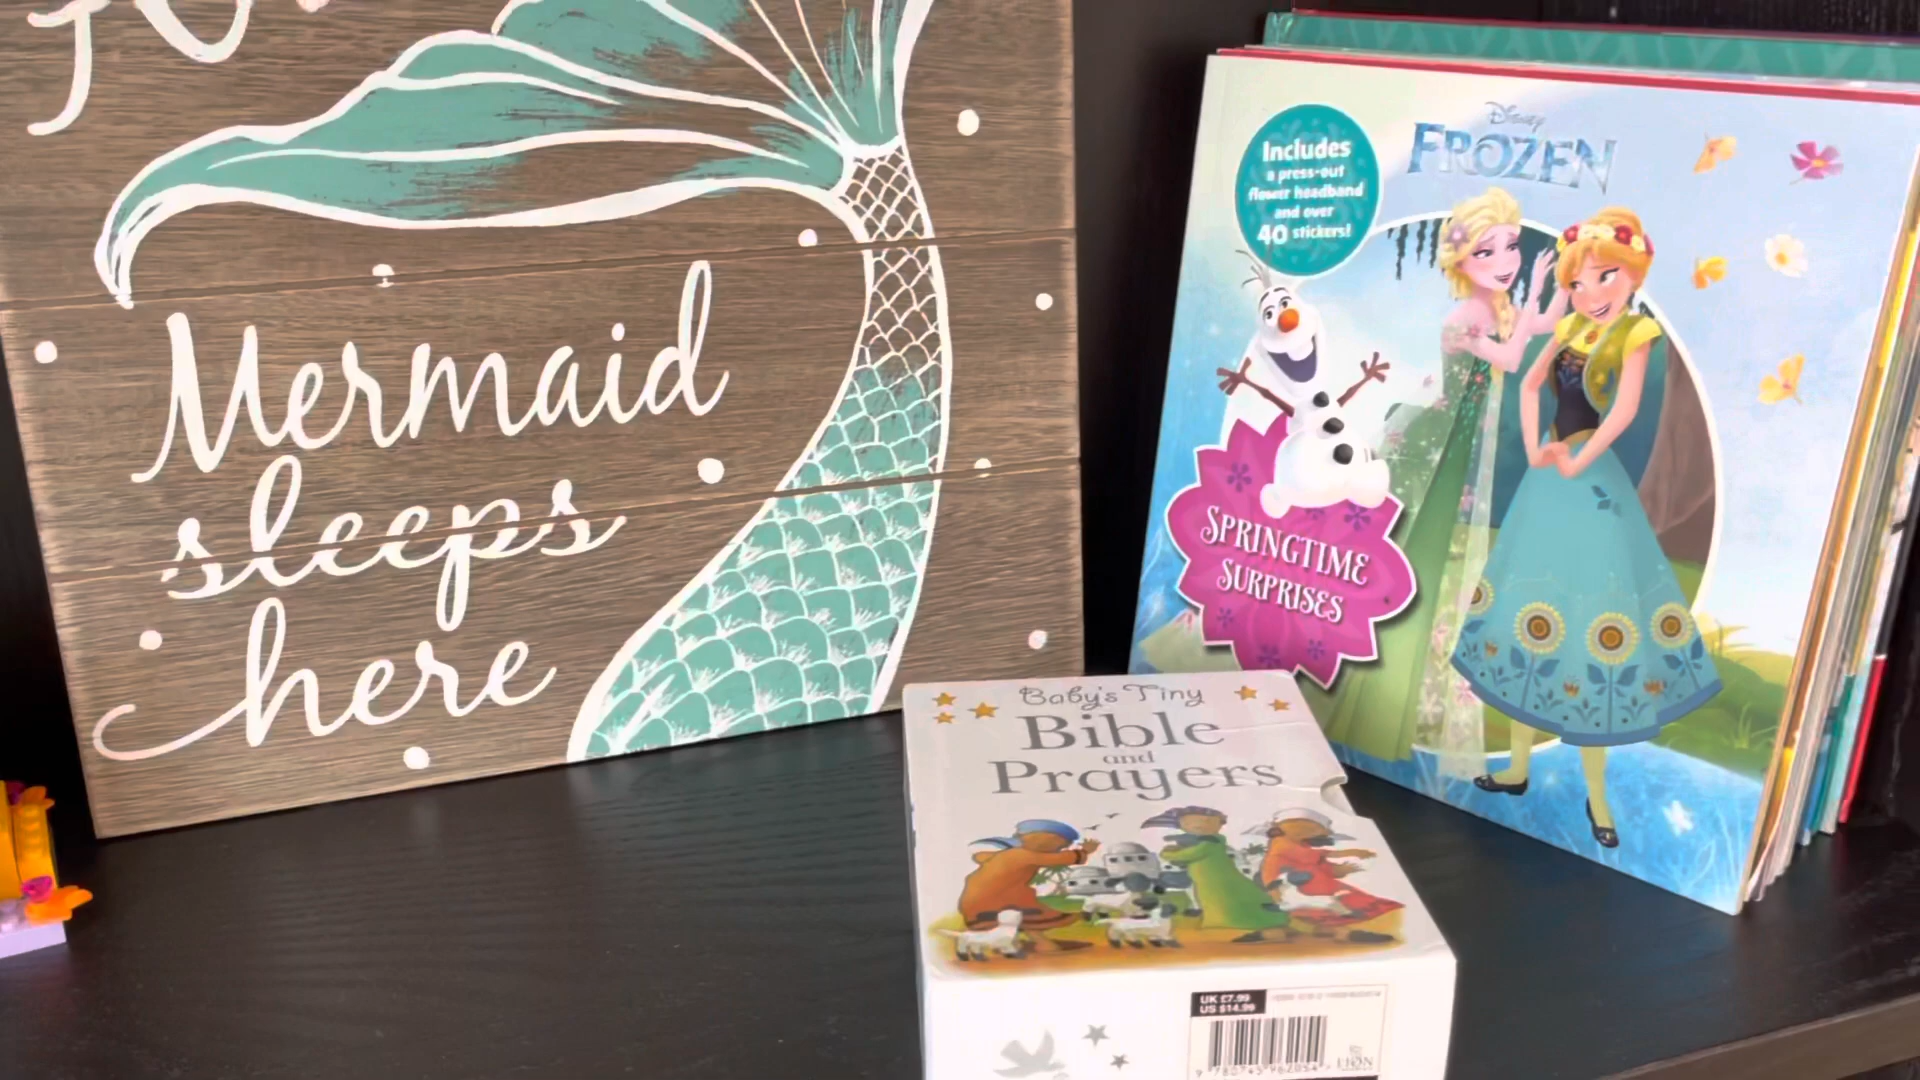 Mermaid
sleeps
here
Disney
FROZEN
Includes
a press-out
flower headband
and over
40 stickers!
SPRINGTIME
SURPRISES
Baby's Tiny
Bible
and
Prayers
UK £7.99
US $14.99
LION